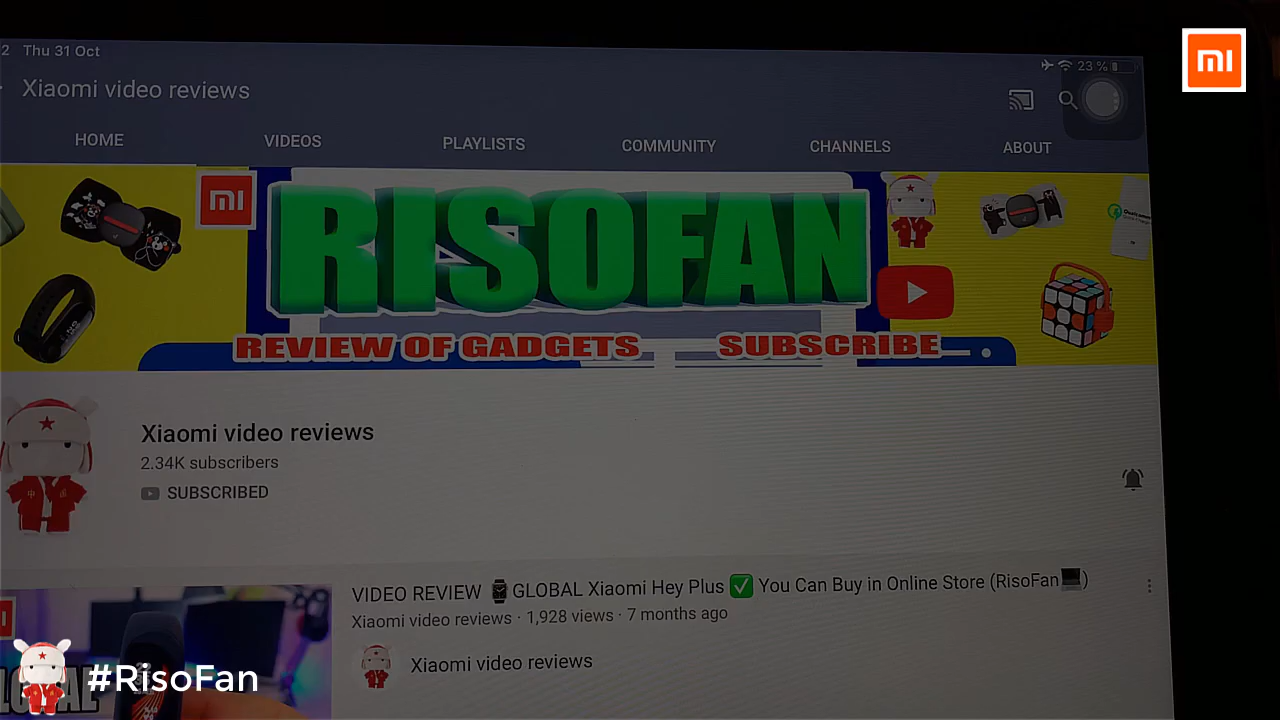 2 Thu 31 Oct
23 %
Xiaomi video reviews
HOME VIDEOS PLAYLISTS COMMUNITY CHANNELS ABOUT
RISOFAN
REVIEW OF GADGETS SUBSCRIBE
Xiaomi video reviews
2.34K subscribers
SUBSCRIBED
VIDEO REVIEW ⌚GLOBAL Xiaomi Hey Plus ✅ You Can Buy in Online Store (RisoFan💻)
Xiaomi video reviews · 1,928 views · 7 months ago
Xiaomi video reviews
#RisoFan